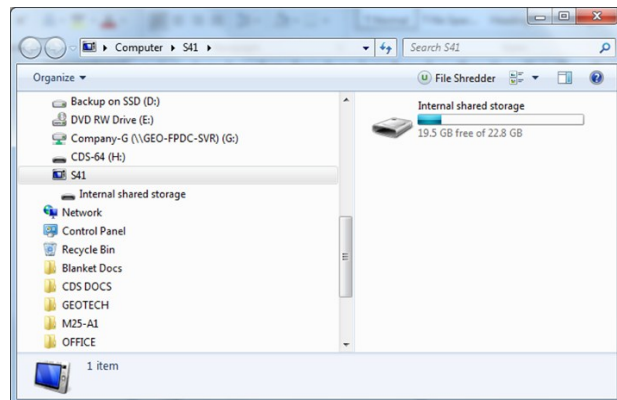 Computer ▸ S41 ▸
Search S41
Organize
File Shredder
Backup on SSD (D:)
DVD RW Drive (E:)
Company-G (\\GEO-FPDC-SVR) (G:)
CDS-64 (H:)
S41
Internal shared storage
Network
Control Panel
Recycle Bin
Blanket Docs
CDS DOCS
GEOTECH
M25-A1
OFFICE
Internal shared storage
19.5 GB free of 22.8 GB
1 item